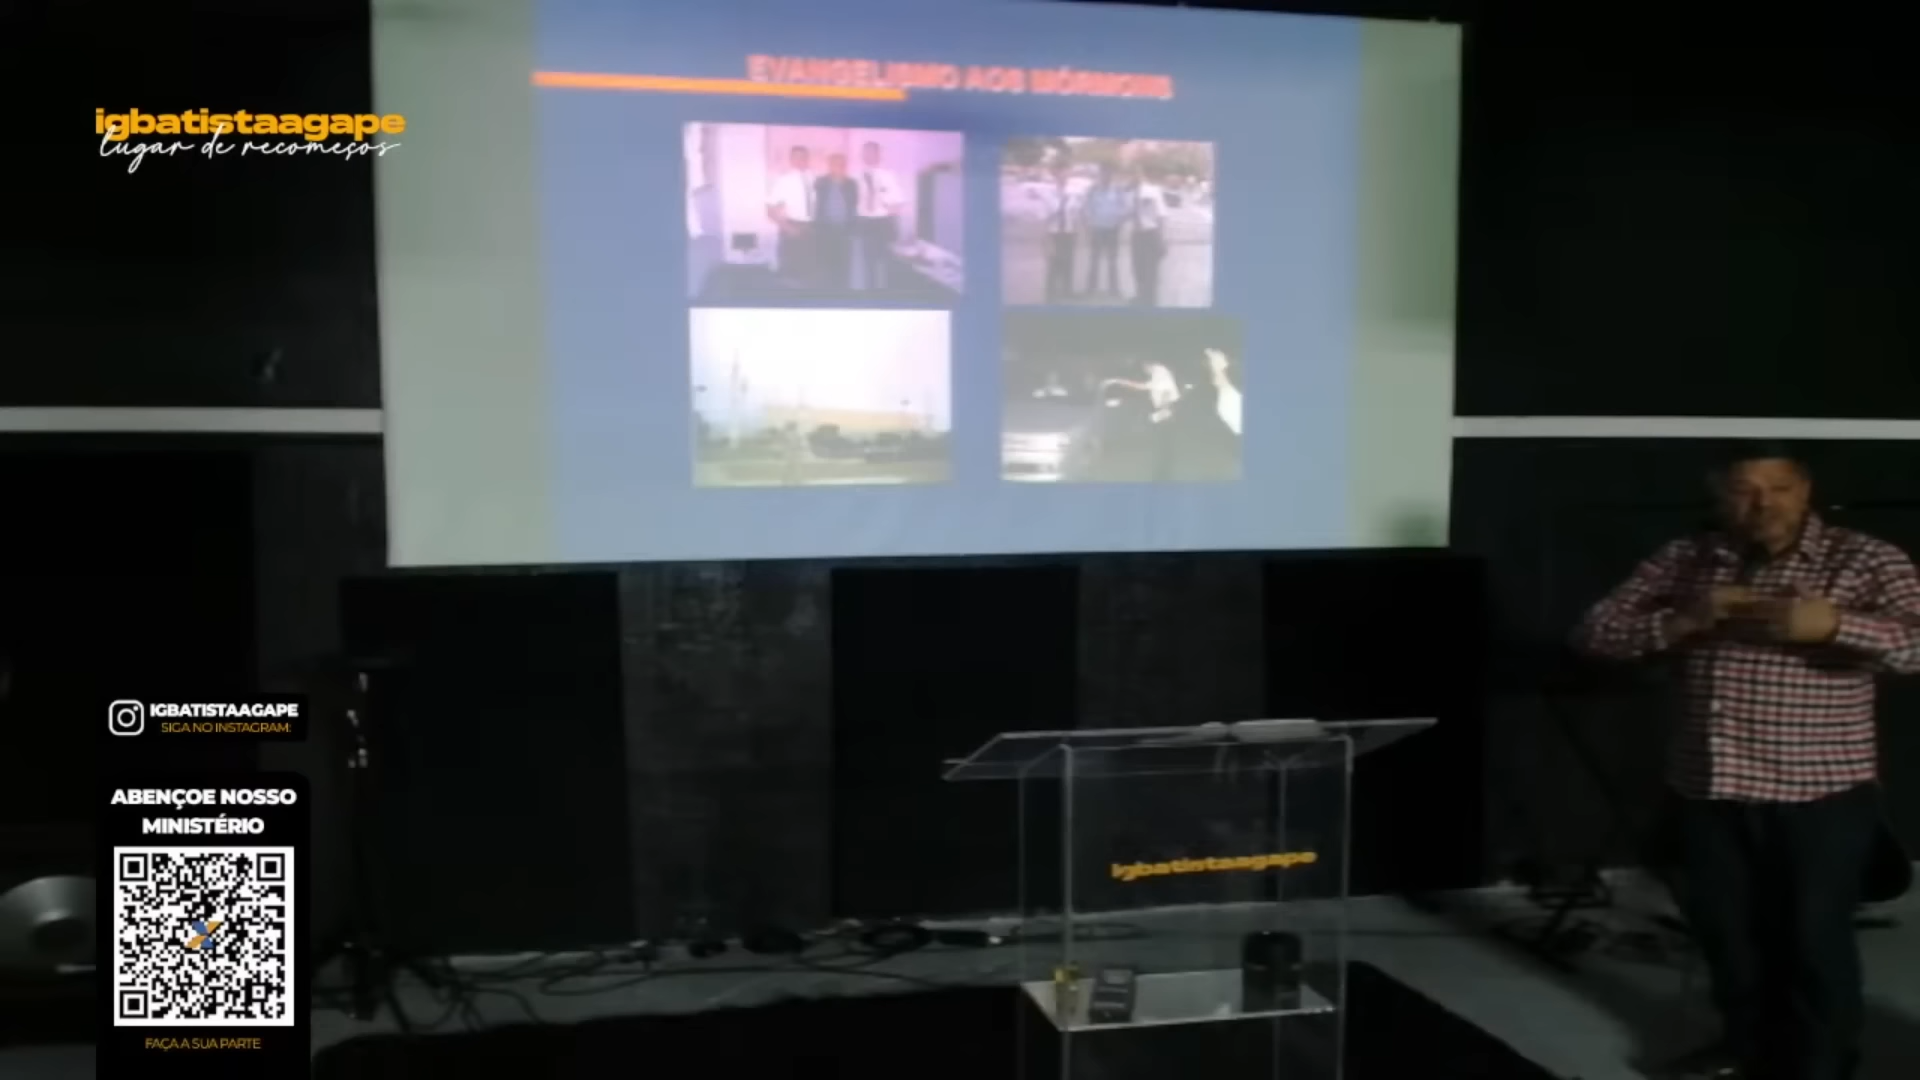 EVANGELISMO AOS MÓRMONS
igbatistaagape
lugar de recomeços
IGBATISTAAGAPE
SIGA NO INSTAGRAM:
ABENÇOE NOSSO
MINISTÉRIO
igbatistaagape
FAÇA A SUA PARTE